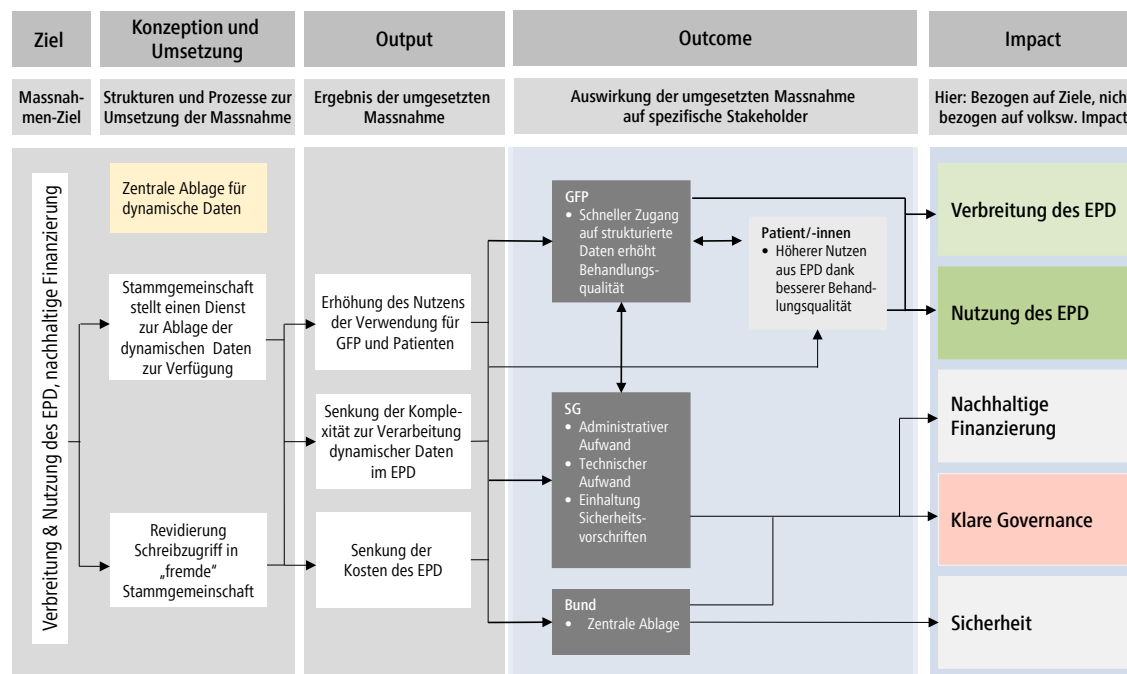 Ziel
Konzeption und
Umsetzung
Output
Outcome
Impact
Massnah-
men-Ziel
Strukturen und Prozesse zur
Umsetzung der Massnahme
Ergebnis der umgesetzten
Massnahme
Auswirkung der umgesetzten Massnahme
auf spezifische Stakeholder
Hier: Bezogen auf Ziele, nich
bezogen auf volksw. Impact
Verbreitung & Nutzung des EPD, nachhaltige Finanzierung
Zentrale Ablage für
dynamische Daten
Stammgemeinschaft
stellt einen Dienst
zur Ablage der
dynamischen Daten
zur Verfügung
Revidierung
Schreibzugriff in
„fremde“
Stammgemeinschaft
Erhöhung des Nutzens
der Verwendung für
GFP und Patienten
Senkung der Komple-
xität zur Verarbeitung
dynamischer Daten
im EPD
Senkung der
Kosten des EPD
GFP
• Schneller Zugang
auf strukturierte
Daten erhöht
Behandlungs-
qualität
Patient/-innen
• Höherer Nutzen
aus EPD dank
besserer Behand-
lungsqualität
SG
• Administrativer
Aufwand
• Technischer
Aufwand
• Einhaltung
Sicherheits-
vorschriften
Bund
• Zentrale Ablage
Verbreitung des EPD
Nutzung des EPD
Nachhaltige
Finanzierung
Klare Governance
Sicherheit